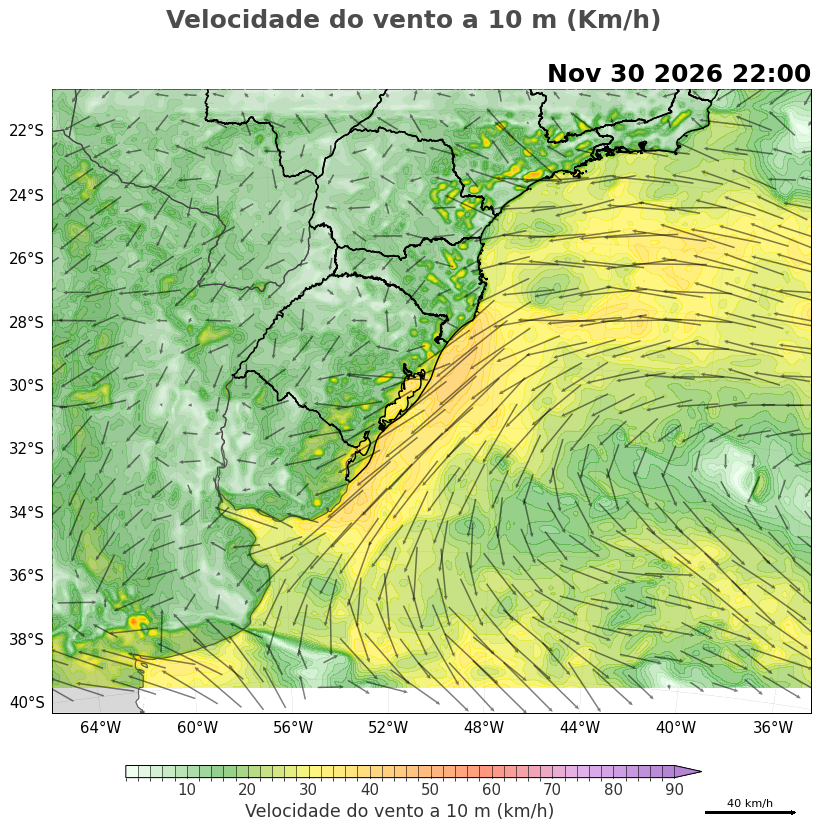 Velocidade do vento a 10 m (Km/h)
Nov 30 2026 22:00
22°S
24°S
26°S
28°S
30°S
32°S
34°S
36°S
38°S
40°S
64°W 60°W 56°W 52°W 48°W 44°W 40°W 36°W
10 20 30 40 50 60 70 80 90
Velocidade do vento a 10 m (km/h)
40 km/h